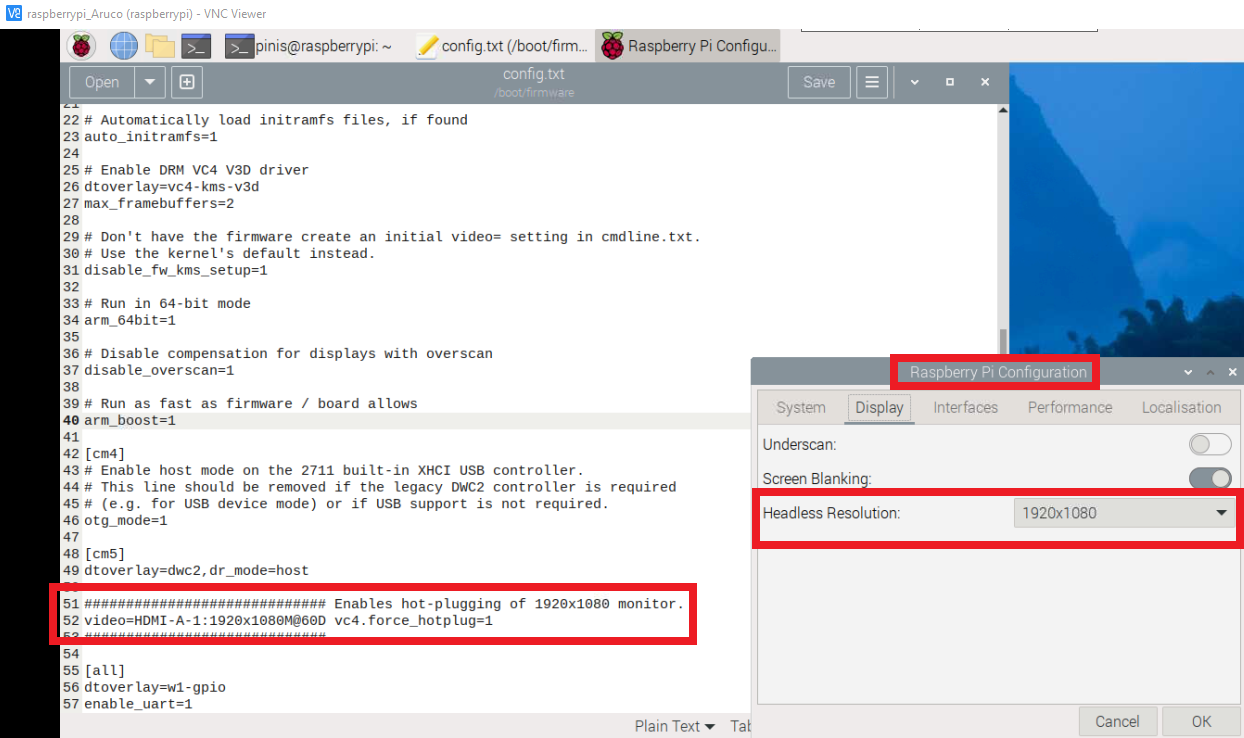 raspberrypi_Aruco (raspberrypi) - VNC Viewer
pinis@raspberrypi: ~
config.txt (/boot/firm...
Raspberry Pi Configu...
Open
config.txt
/boot/firmware
Save
21
22 # Automatically load initramfs files, if found
23 auto_initramfs=1
24
25 # Enable DRM VC4 V3D driver
26 dtoverlay=vc4-kms-v3d
27 max_framebuffers=2
28
29 # Don't have the firmware create an initial video= setting in cmdline.txt.
30 # Use the kernel's default instead.
31 disable_fw_kms_setup=1
32
33 # Run in 64-bit mode
34 arm_64bit=1
35
36 # Disable compensation for displays with overscan
37 disable_overscan=1
38
39 # Run as fast as firmware / board allows
40 arm_boost=1
41
42 [cm4]
43 # Enable host mode on the 2711 built-in XHCI USB controller.
44 # This line should be removed if the legacy DWC2 controller is required
45 # (e.g. for USB device mode) or if USB support is not required.
46 otg_mode=1
47
48 [cm5]
49 dtoverlay=dwc2,dr_mode=host
50
51 ############################# Enables hot-plugging of 1920x1080 monitor.
52 video=HDMI-A-1:1920x1080M@60D vc4.force_hotplug=1
53 #############################
54
55 [all]
56 dtoverlay=w1-gpio
57 enable_uart=1
Plain Text
Raspberry Pi Configuration
System
Display
Interfaces
Performance
Localisation
Underscan:
Screen Blanking:
Headless Resolution:
1920x1080
Cancel
OK